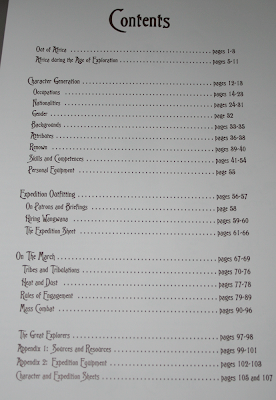 Contents
Out of Africa ........ pages 1-3
Africa during the Age of Exploration ........ pages 3-11
Character Generation ........ pages 12-13
Occupations ........ pages 14-23
Nationalities ........ pages 24-31
Gender ........ page 32
Backgrounds ........ pages 33-35
Attributes ........ pages 36-38
Renown ........ pages 39-40
Skills and Competences ........ pages 41-54
Personal Equipment ........ page 55
Expedition Outfitting ........ pages 56-57
On Patrons and Briefings ........ page 58
Hiring Wangwana ........ pages 59-60
The Expedition Sheet ........ pages 61-66
On The March ........ pages 67-69
Tribes and Tribulations ........ pages 70-76
Heat and Dust ........ pages 77-78
Rules of Engagement ........ pages 79-89
Mass Combat ........ pages 90-96
The Great Explorers ........ pages 97-98
Appendix 1: Sources and Resources ........ pages 99-101
Appendix 2: Expedition Equipment ........ pages 102-103
Character and Expedition Sheets ........ pages 106 and 107